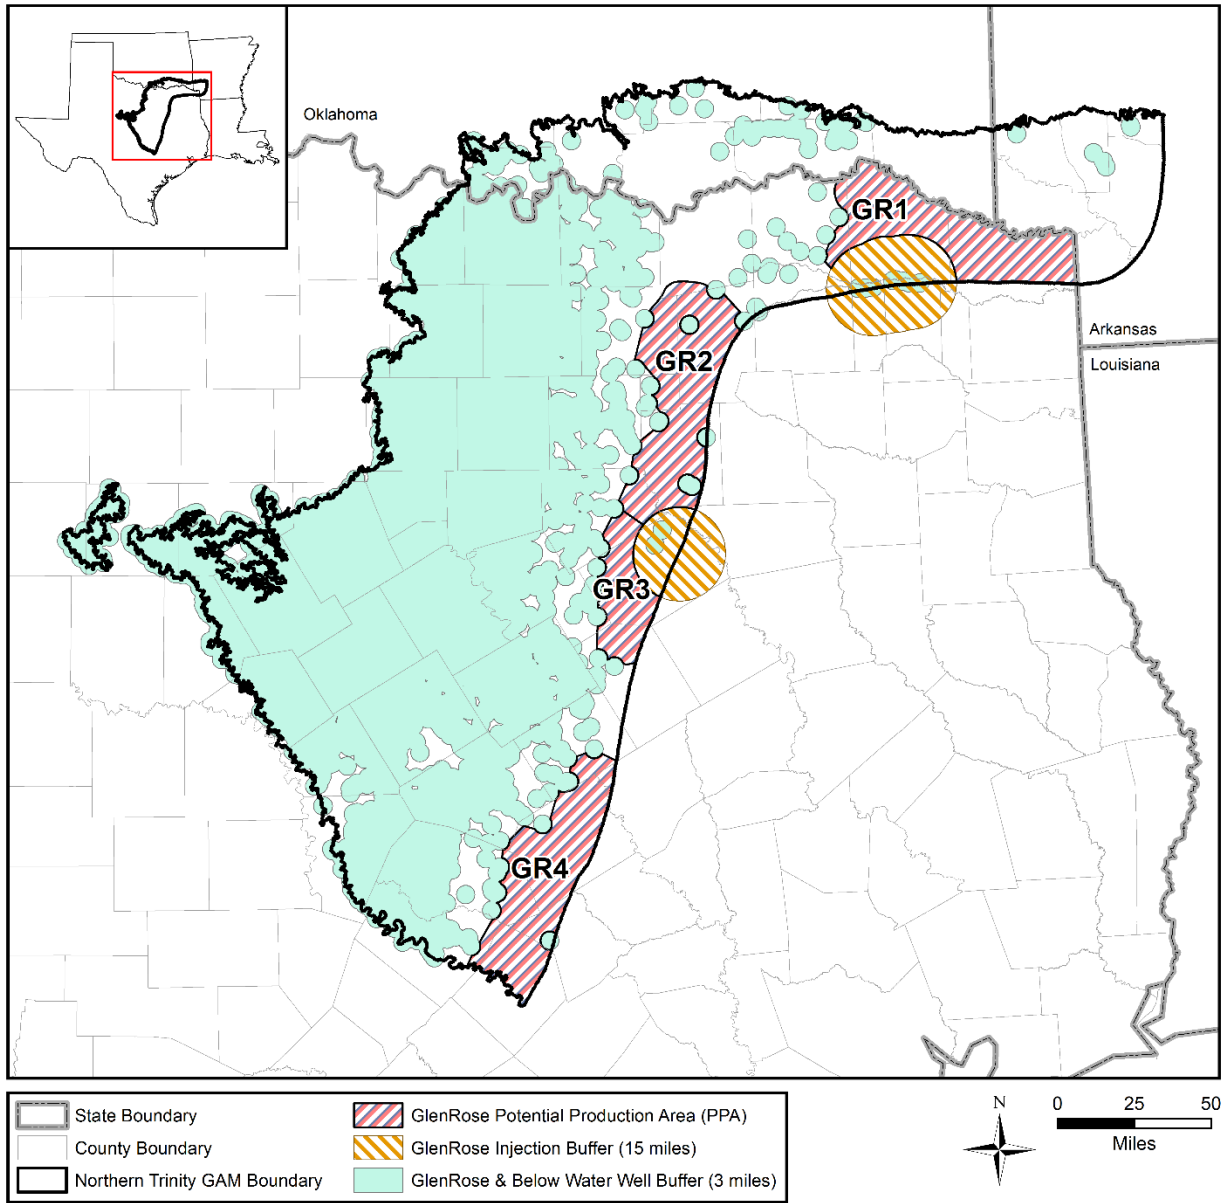 Oklahoma
GR1
Arkansas
Louisiana
GR2
GR3
GR4
State Boundary
County Boundary
Northern Trinity GAM Boundary
GlenRose Potential Production Area (PPA)
GlenRose Injection Buffer (15 miles)
GlenRose & Below Water Well Buffer (3 miles)
N
0 25 50
Miles